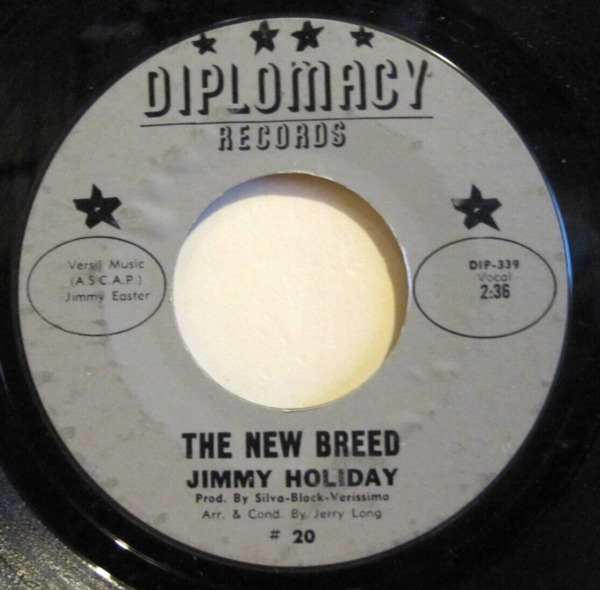 DIPLOMACY
RECORDS
Versil Music
(A.S.C.A.P.)
Jimmy Easter
DIP-339
Vocal
2:36
THE NEW BREED
JIMMY HOLIDAY
Prod. By Silva-Block-Verissimo
Arr. & Cond. By Jerry Long
# 20